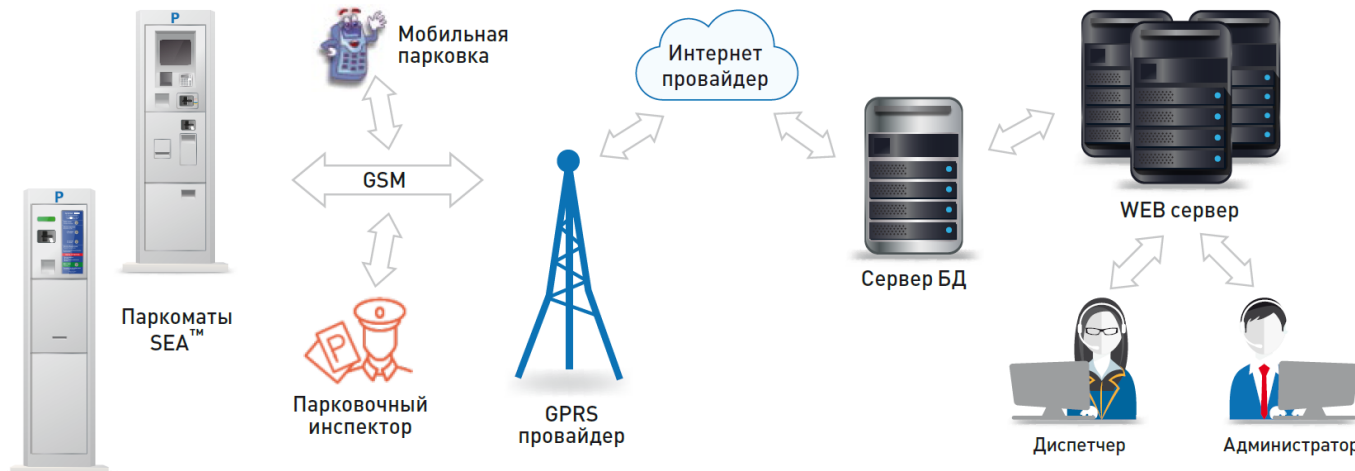 P
P
Мобильная
парковка
Интернет
провайдер
GSM
WEB сервер
Сервер БД
Паркоматы
SEA™
P
Парковочный
инспектор
GPRS
провайдер
Диспетчер
Администратор